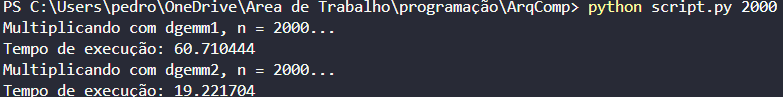 PS C:\Users\pedro\OneDrive\Área de Trabalho\programação\ArqComp> python script.py 2000
Multiplicando com dgemm1, n = 2000...
Tempo de execução: 60.710444
Multiplicando com dgemm2, n = 2000...
Tempo de execução: 19.221704